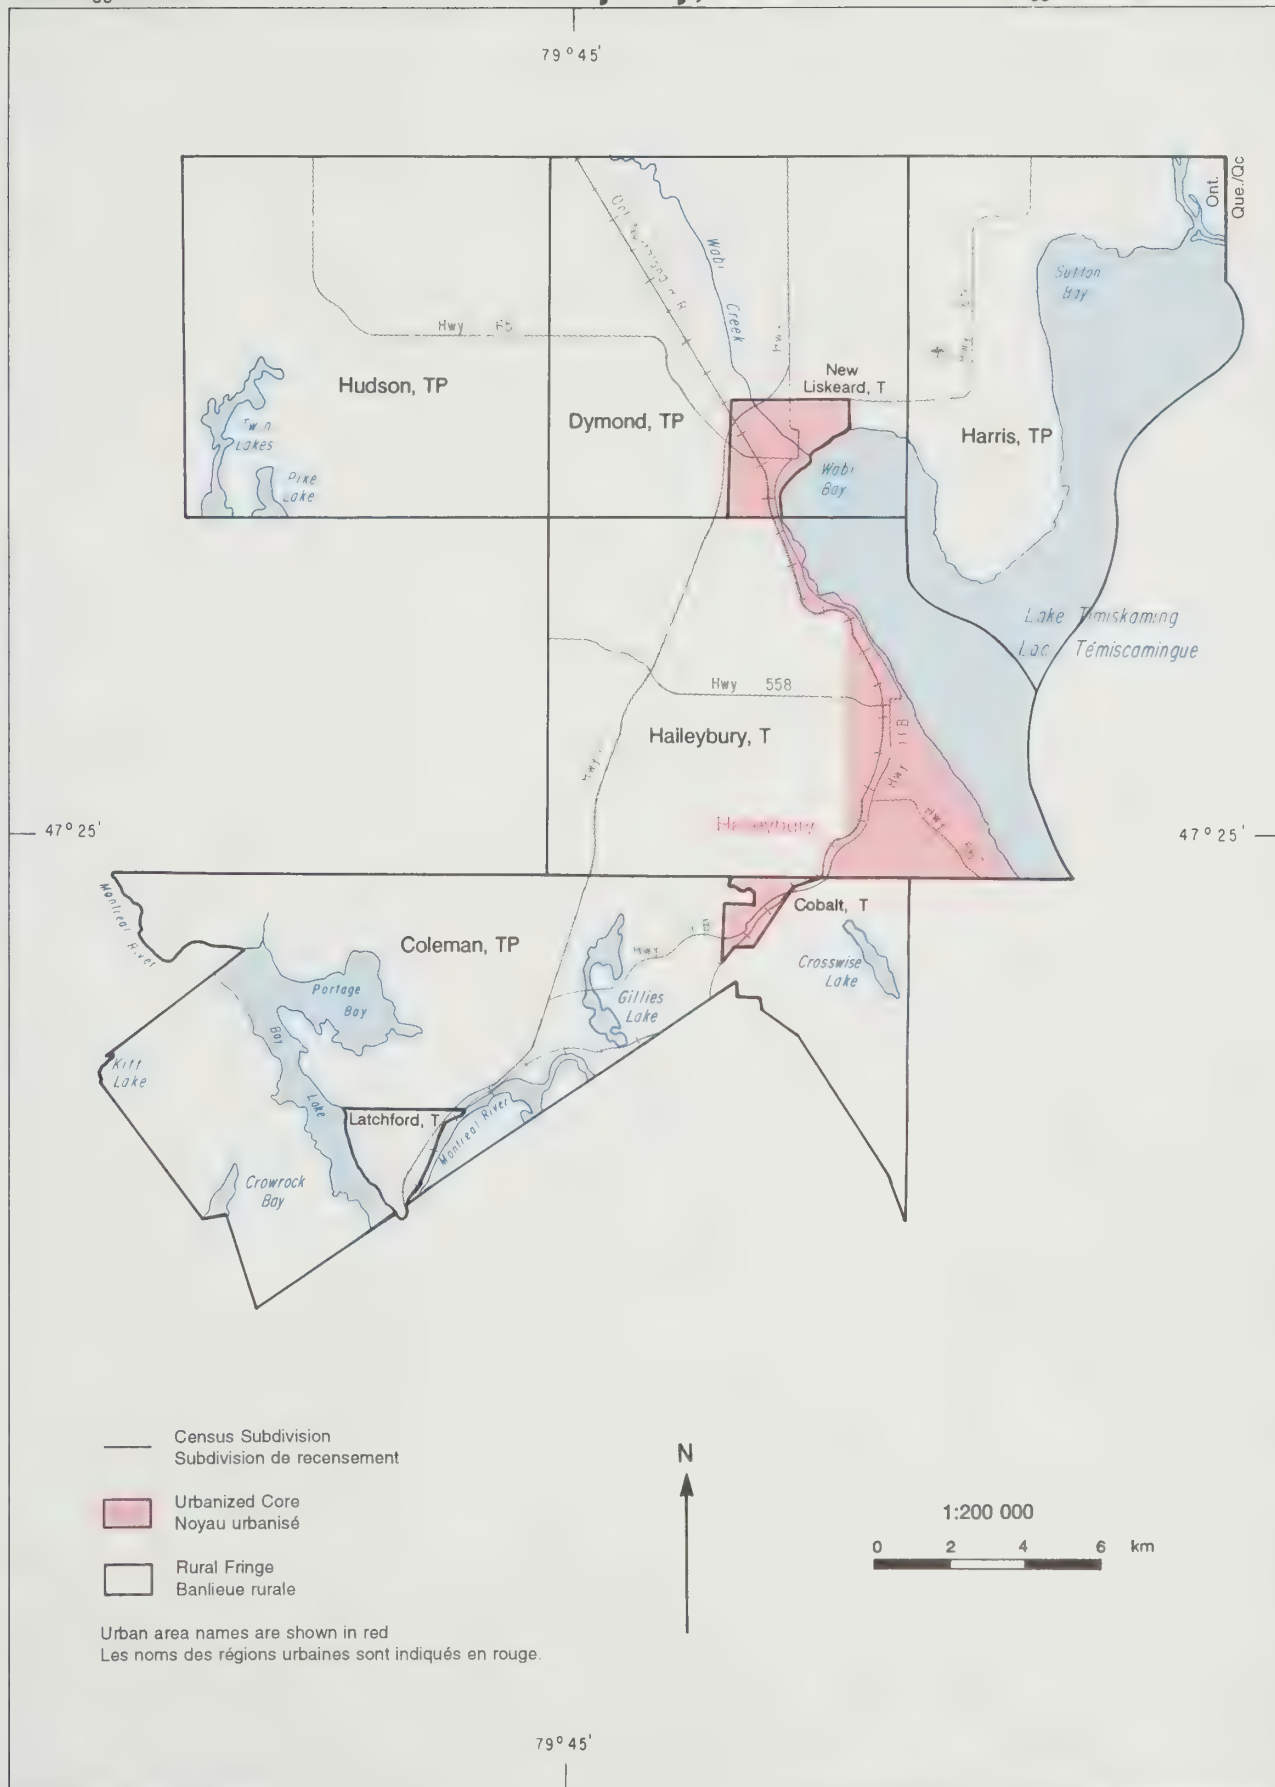 79°45'
Ont.
Que./Qc
Wabi
Creek
Sutton
Bay
Hwy 65
Hwy
New
Liskeard, T
Hudson, TP
Dymond, TP
Harris, TP
Twin
Lakes
Pike
Lake
Wabi
Bay
Lake Timiskaming
Lac Témiscamingue
Hwy 558
Haileybury, T
Hwy 11B
Hwy
Hwy
Haileybury
47°25'
47°25'
Montreal River
Cobalt, T
Coleman, TP
Hwy
Crosswise
Lake
Portage
Bay
Gillies
Lake
Bay
Lake
Kitt
Lake
Latchford, T
Montreal River
Crowrock
Bay
Census Subdivision
Subdivision de recensement
Urbanized Core
Noyau urbanisé
Rural Fringe
Banlieue rurale
Urban area names are shown in red
Les noms des régions urbaines sont indiqués en rouge.
N
1:200 000
0 2 4 6 km
79°45'